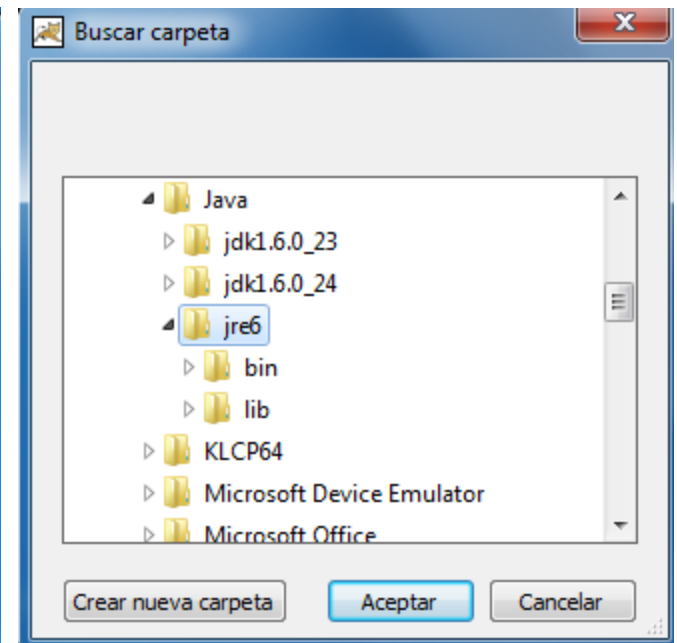 Buscar carpeta
Java
jdk1.6.0_23
jdk1.6.0_24
jre6
bin
lib
KLCP64
Microsoft Device Emulator
Microsoft Office
Crear nueva carpeta Aceptar Cancelar